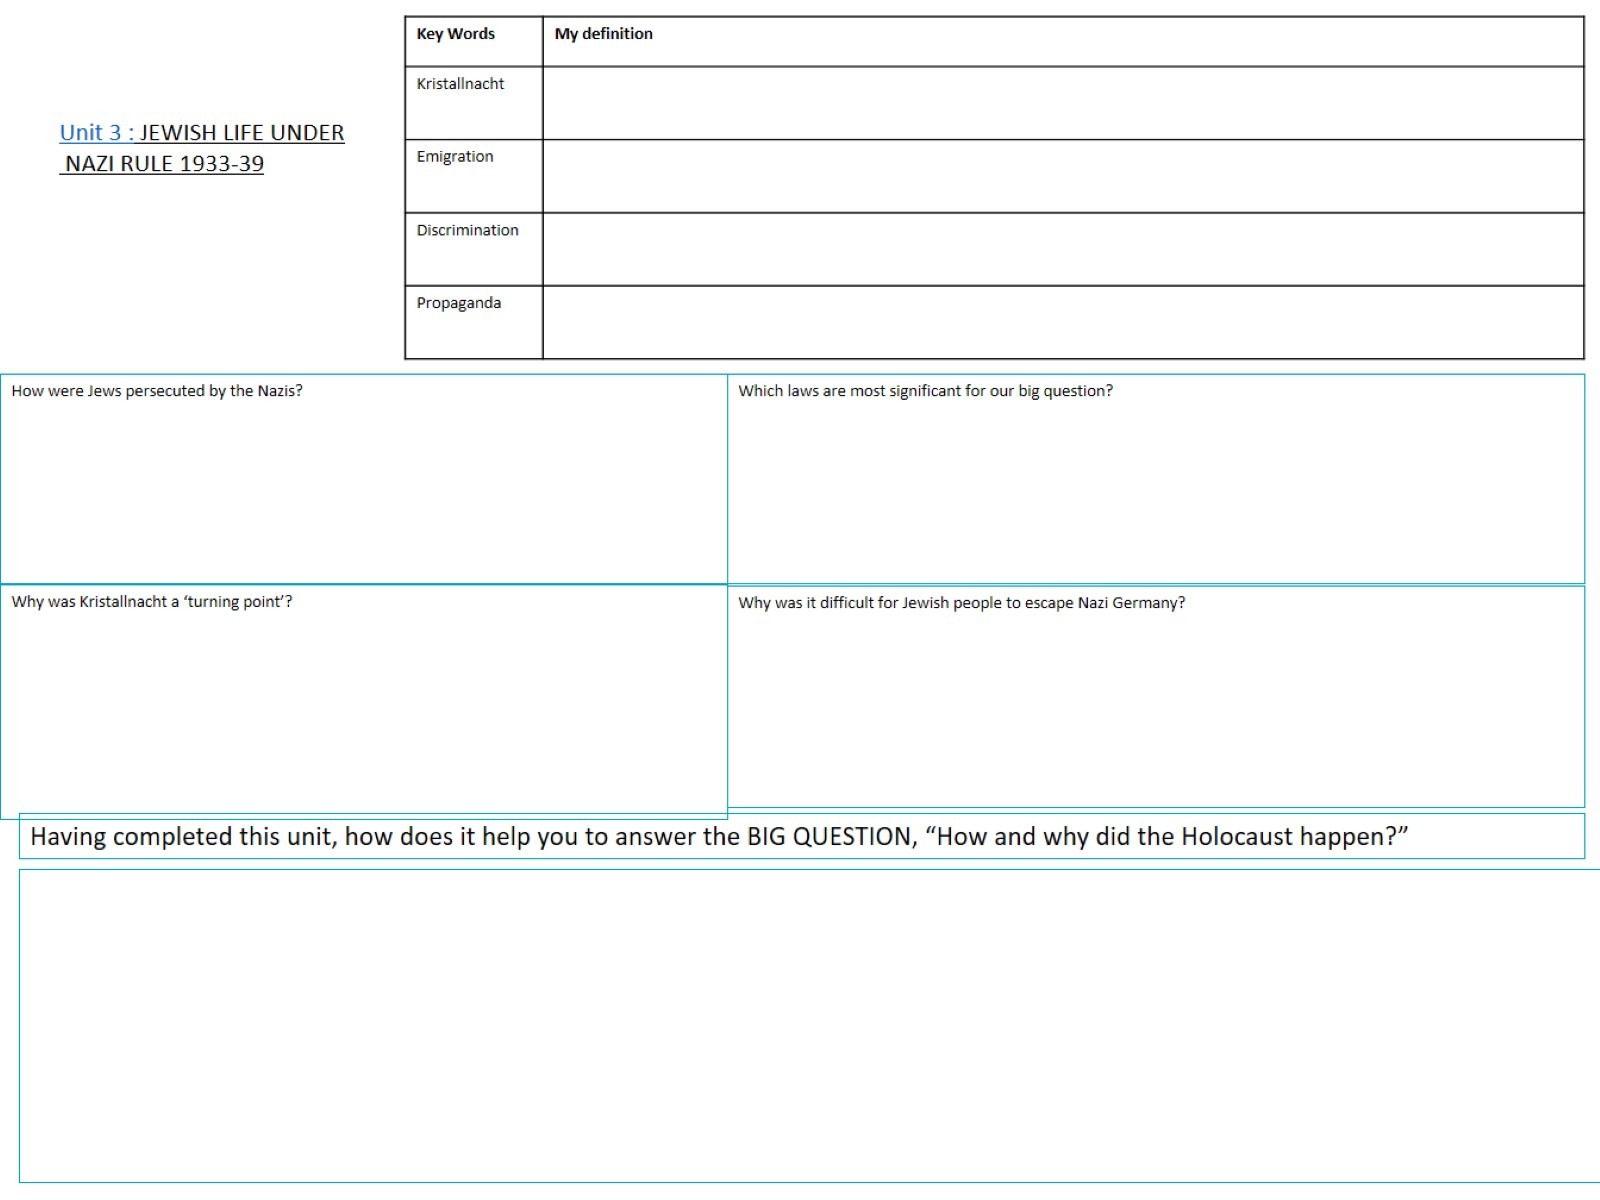 Unit 3 : JEWISH LIFE UNDER
NAZI RULE 1933-39
Key Words My definition
Kristallnacht
Emigration
Discrimination
Propaganda
How were Jews persecuted by the Nazis?
Which laws are most significant for our big question?
Why was Kristallnacht a ‘turning point’?
Why was it difficult for Jewish people to escape Nazi Germany?
Having completed this unit, how does it help you to answer the BIG QUESTION, “How and why did the Holocaust happen?”